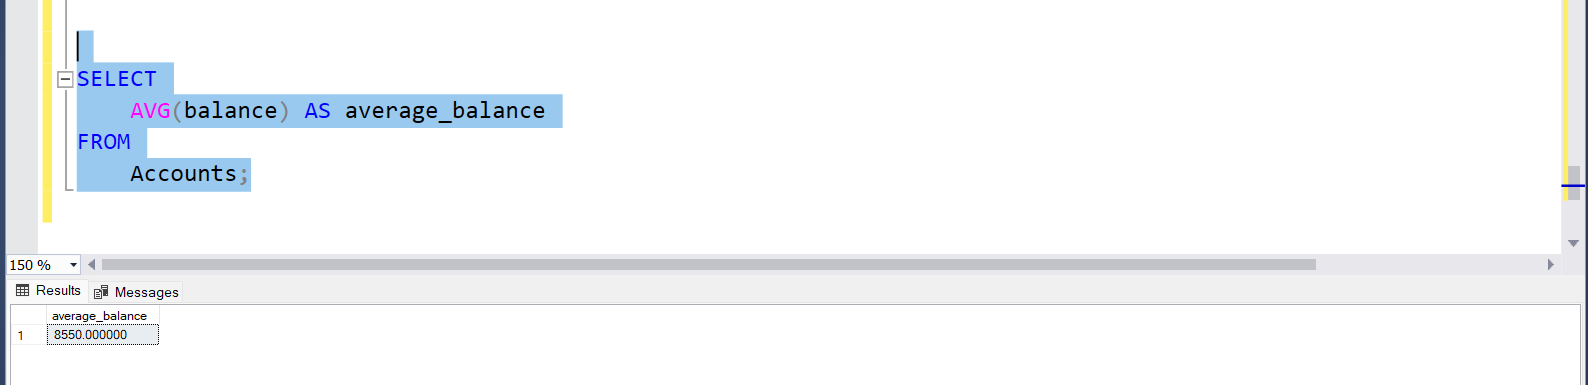 SELECT
AVG(balance) AS average_balance
FROM
Accounts;
150 %
Results Messages
average_balance
1 8550.000000